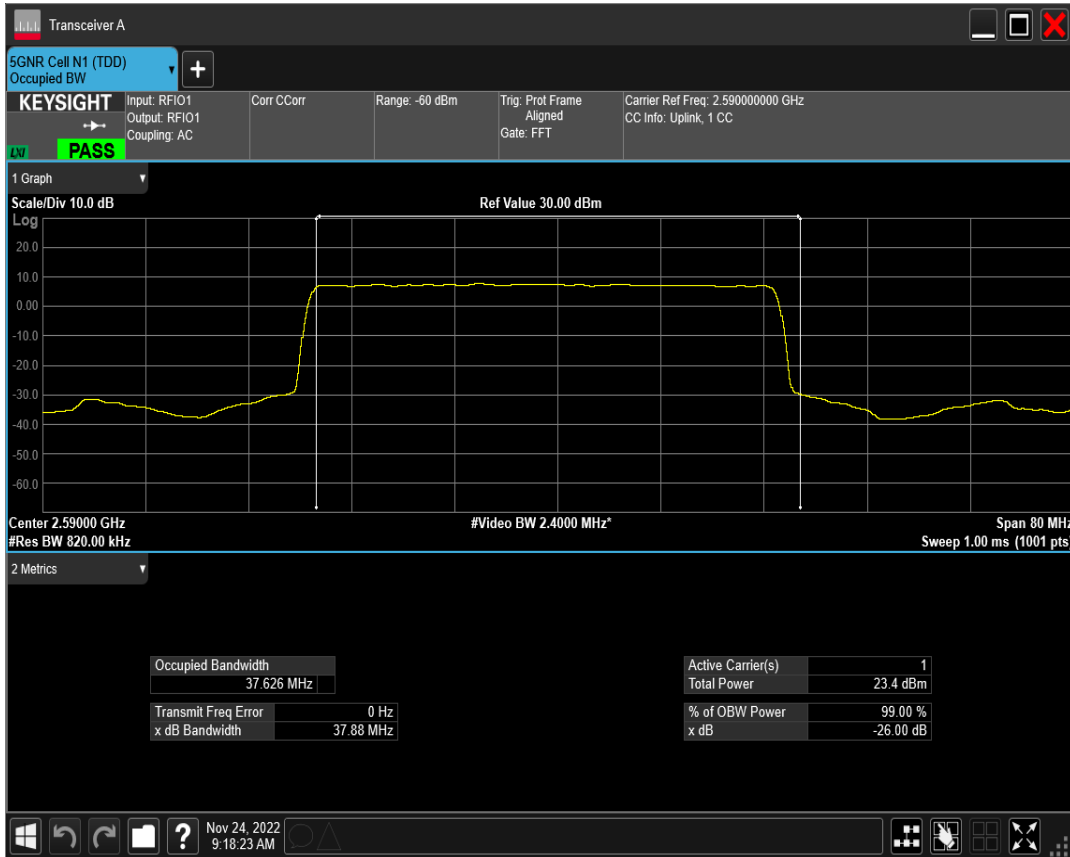 Transceiver A
5GNR Cell N1 (TDD)
Occupied BW
+
KEYSIGHT
LXI
PASS
Input: RFIO1
Output: RFIO1
Coupling: AC
Corr CCorr
Range: -60 dBm
Trig: Prot Frame
Aligned
Gate: FFT
Carrier Ref Freq: 2.590000000 GHz
CC Info: Uplink, 1 CC
1 Graph
Scale/Div 10.0 dB
Ref Value 30.00 dBm
Log
20.0
10.0
0.00
-10.0
-20.0
-30.0
-40.0
-50.0
-60.0
Center 2.59000 GHz
#Video BW 2.4000 MHz*
Span 80 MHz
#Res BW 820.00 kHz
Sweep 1.00 ms (1001 pts)
2 Metrics
Occupied Bandwidth
37.626 MHz
Transmit Freq Error 0 Hz
x dB Bandwidth 37.88 MHz
Active Carrier(s) 1
Total Power 23.4 dBm
% of OBW Power 99.00 %
x dB -26.00 dB
?
Nov 24, 2022
9:18:23 AM